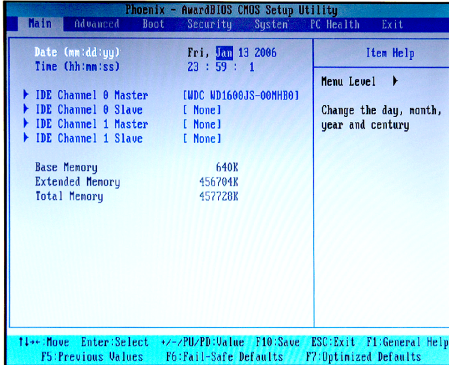 Phoenix - AwardBIOS CMOS Setup Utility
Main Advanced Boot Security System PC Health Exit
Date (mm:dd:yy) Fri, Jan 13 2006 Item Help
Time (hh:mm:ss) 23 : 59 : 1
Menu Level ▶
▶ IDE Channel 0 Master [WDC WD1600JS-00MHB0]
▶ IDE Channel 0 Slave [ None] Change the day, month,
▶ IDE Channel 1 Master [ None] year and century
▶ IDE Channel 1 Slave [ None]
Base Memory 640K
Extended Memory 456704K
Total Memory 457728K
↑↓→←:Move Enter:Select +/-/PU/PD:Value F10:Save ESC:Exit F1:General Help
F5:Previous Values F6:Fail-Safe Defaults F7:Optimized Defaults